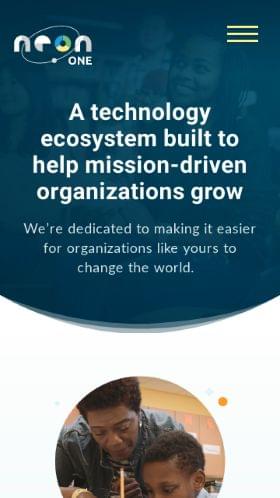 neon
ONE
A technology
ecosystem built to
help mission-driven
organizations grow
We're dedicated to making it easier
for organizations like yours to
change the world.